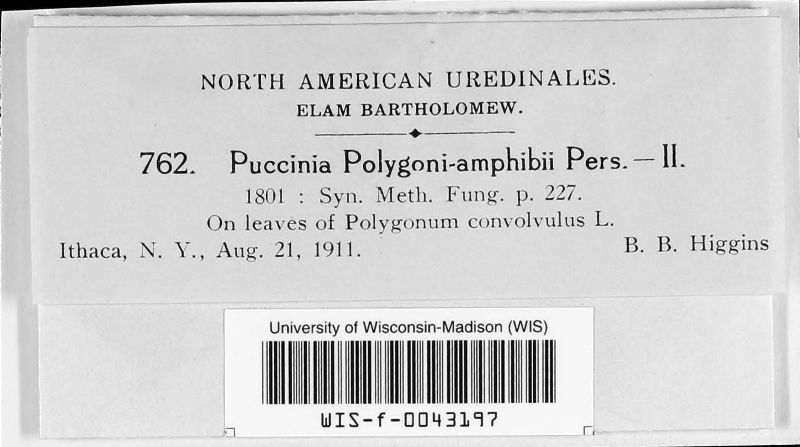 NORTH AMERICAN UREDINALES.
ELAM BARTHOLOMEW.
762. Puccinia Polygoni-amphibii Pers. — II.
1801 : Syn. Meth. Fung. p. 227.
On leaves of Polygonum convolvulus L.
Ithaca, N. Y., Aug. 21, 1911. B. B. Higgins
University of Wisconsin-Madison (WIS)
WIS-f-0043197